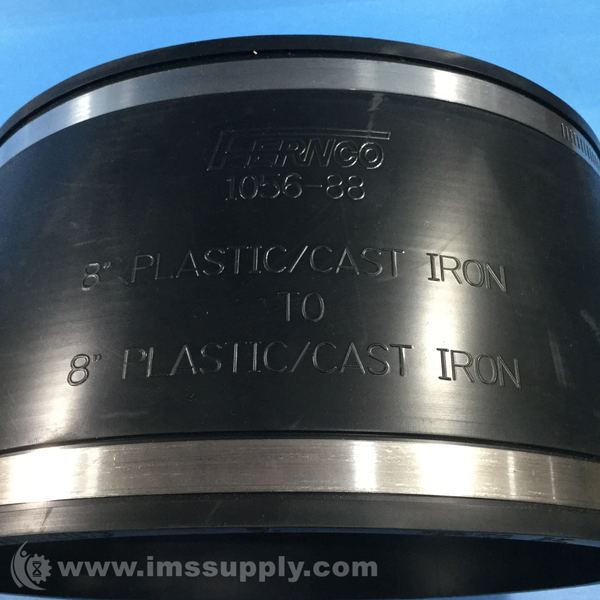 FERNCO
1056-88
8" PLASTIC/CAST IRON
TO
8" PLASTIC/CAST IRON
www.imssupply.com